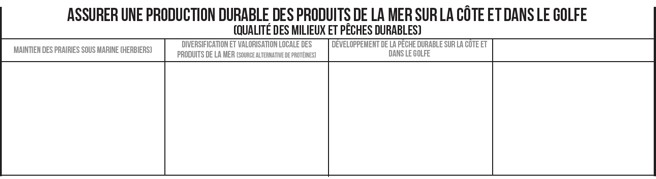 ASSURER UNE PRODUCTION DURABLE DES PRODUITS DE LA MER SUR LA CÔTE ET DANS LE GOLFE
(QUALITÉ DES MILIEUX ET PÊCHES DURABLES)
MAINTIEN DES PRAIRIES SOUS MARINE (HERBIERS)
DIVERSIFICATION ET VALORISATION LOCALE DES
PRODUITS DE LA MER (SOURCE ALTERNATIVE DE PROTÉINES)
DÉVELOPPEMENT DE LA PÊCHE DURABLE SUR LA CÔTE ET
DANS LE GOLFE